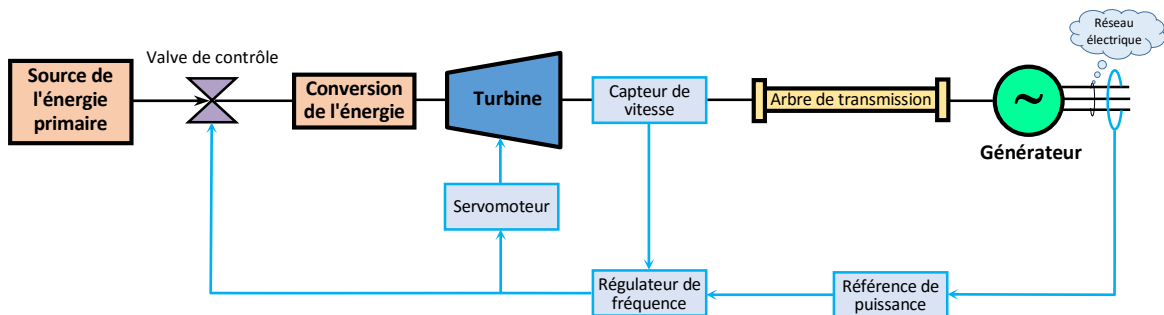 Réseau
électrique
Valve de contrôle
Source de
l'énergie
primaire
Conversion
de l'énergie
Turbine
Capteur de
vitesse
Arbre de transmission
~
Générateur
Servomoteur
Régulateur de
fréquence
Référence de
puissance